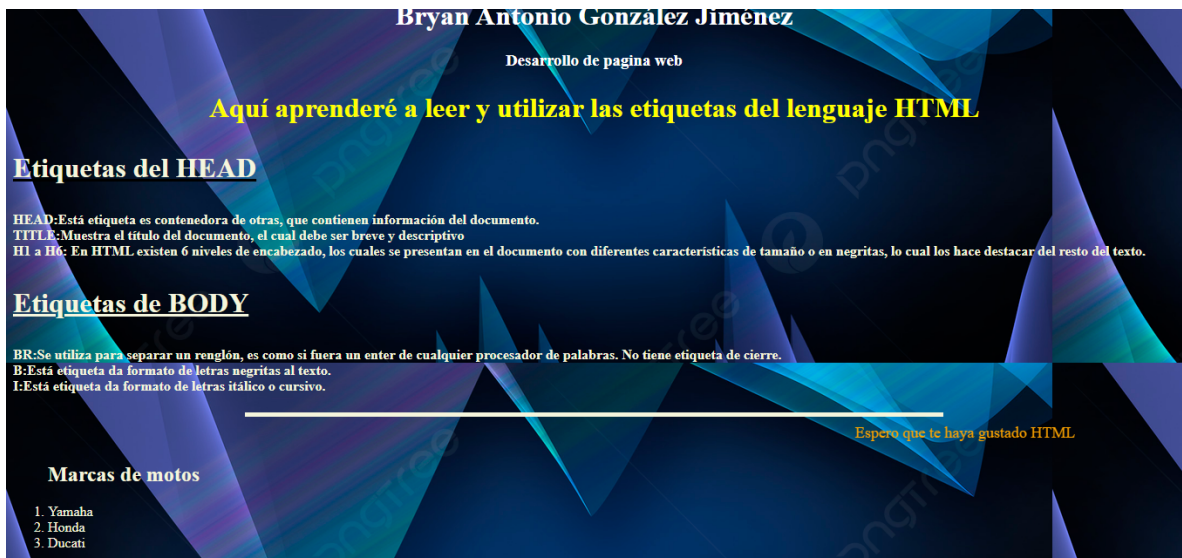 Bryan Antonio González Jiménez
Desarrollo de pagina web
Aquí aprenderé a leer y utilizar las etiquetas del lenguaje HTML
Etiquetas del HEAD
HEAD:Está etiqueta es contenedora de otras, que contienen información del documento.
TITLE:Muestra el título del documento, el cual debe ser breve y descriptivo
H1 a H6: En HTML existen 6 niveles de encabezado, los cuales se presentan en el documento con diferentes características de tamaño o en negritas, lo cual los hace destacar del resto del texto.
Etiquetas de BODY
BR:Se utiliza para separar un renglón, es como si fuera un enter de cualquier procesador de palabras. No tiene etiqueta de cierre.
B:Está etiqueta da formato de letras negritas al texto.
I:Está etiqueta da formato de letras itálico o cursivo.
Espero que te haya gustado HTML
Marcas de motos
1. Yamaha
2. Honda
3. Ducati
pngtree
pngtree
pngtree
pngtree
pngtree
pngtree